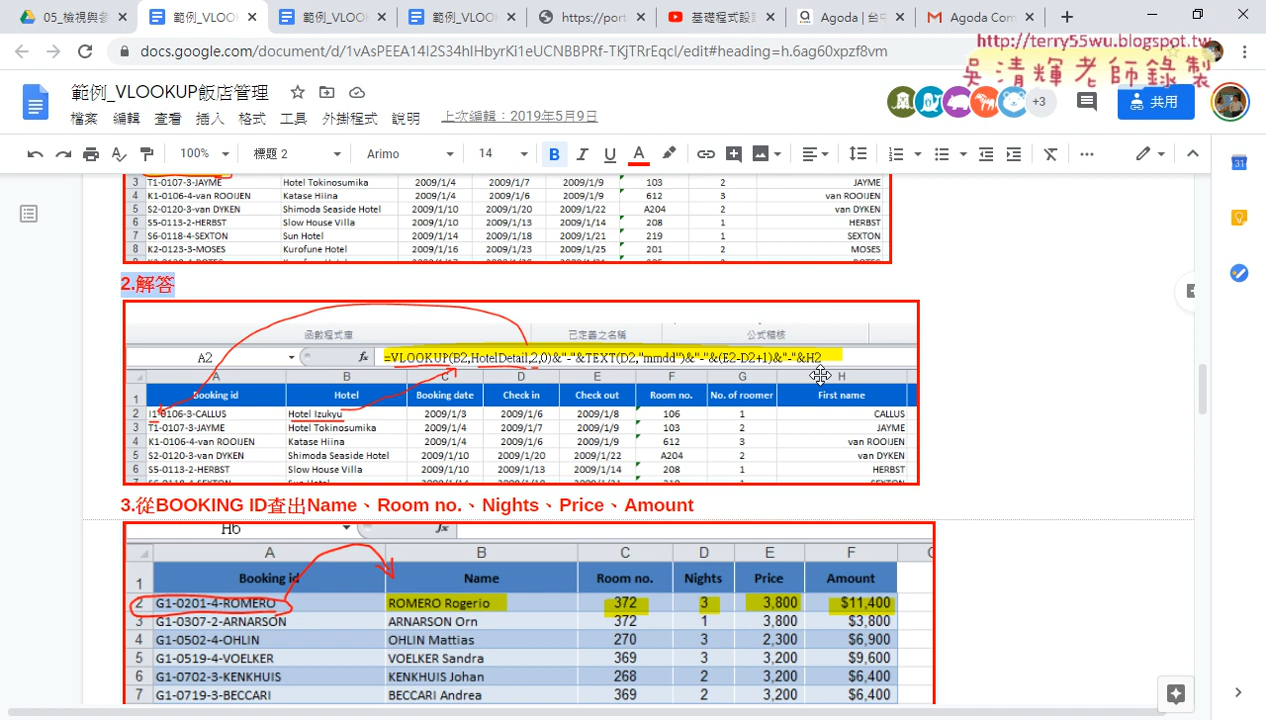 05_檢視與參
範例_VLOOKU
範例_VLOOKU
範例_VLOOKU
https://port
基礎程式設
Agoda | 台中
Agoda Com
docs.google.com/document/d/1vAsPEEA14I2S34hIHbyrKi1eUCNBBPRf-TKjTRrEqcI/edit#heading=h.6ag60xpzf8vm
http://terry55wu.blogspot.tw
吳清輝老師錄製
範例_VLOOKUP飯店管理
檔案 編輯 查看 插入 格式 工具 外掛程式 說明 上次編輯:2019年5月9日
+3
共用
100% 標題 2 Arimo 14
3 T1-0107-3-JAYME Hotel Tokinosumika 2009/1/4 2009/1/7 2009/1/9 103 2 JAYME
4 K1-0106-4-van ROOIJEN Katase Hiina 2009/1/4 2009/1/6 2009/1/9 612 3 van ROOIJEN
5 S2-0120-3-van DYKEN Shimoda Seaside Hotel 2009/1/10 2009/1/20 2009/1/22 A204 2 van DYKEN
6 S5-0113-2-HERBST Slow House Villa 2009/1/10 2009/1/13 2009/1/14 208 1 HERBST
7 S6-0118-4-SEXTON Sun Hotel 2009/1/14 2009/1/18 2009/1/21 219 1 SEXTON
8 K2-0123-3-MOSES Kurofune Hotel 2009/1/16 2009/1/23 2009/1/25 201 2 MOSES
2.解答
函數程式庫 已定義之名稱 公式稽核
A2 fx =VLOOKUP(B2,HotelDetail,2,0)&"-"&TEXT(D2,"mmdd")&"-"&(E2-D2+1)&"-"&H2
A B C D E F G H
1 Booking id Hotel Booking date Check in Check out Room no. No. of roomer First name
2 I1-0106-3-CALLUS Hotel Izukyu 2009/1/3 2009/1/6 2009/1/8 106 1 CALLUS
3 T1-0107-3-JAYME Hotel Tokinosumika 2009/1/4 2009/1/7 2009/1/9 103 2 JAYME
4 K1-0106-4-van ROOIJEN Katase Hiina 2009/1/4 2009/1/6 2009/1/9 612 3 van ROOIJEN
5 S2-0120-3-van DYKEN Shimoda Seaside Hotel 2009/1/10 2009/1/20 2009/1/22 A204 2 van DYKEN
6 S5-0113-2-HERBST Slow House Villa 2009/1/10 2009/1/13 2009/1/14 208 1 HERBST
3.從BOOKING ID查出Name、Room no.、Nights、Price、Amount
H6 fx
A B C D E F
1 Booking id Name Room no. Nights Price Amount
2 G1-0201-4-ROMERO ROMERO Rogerio 372 3 3,800 $11,400
3 G1-0307-2-ARNARSON ARNARSON Orn 372 1 3,800 $3,800
4 G1-0502-4-OHLIN OHLIN Mattias 270 3 2,300 $6,900
5 G1-0519-4-VOELKER VOELKER Sandra 369 3 3,200 $9,600
6 G1-0702-3-KENKHUIS KENKHUIS Johan 268 2 3,200 $6,400
7 G1-0719-3-BECCARI BECCARI Andrea 369 2 3,200 $6,400